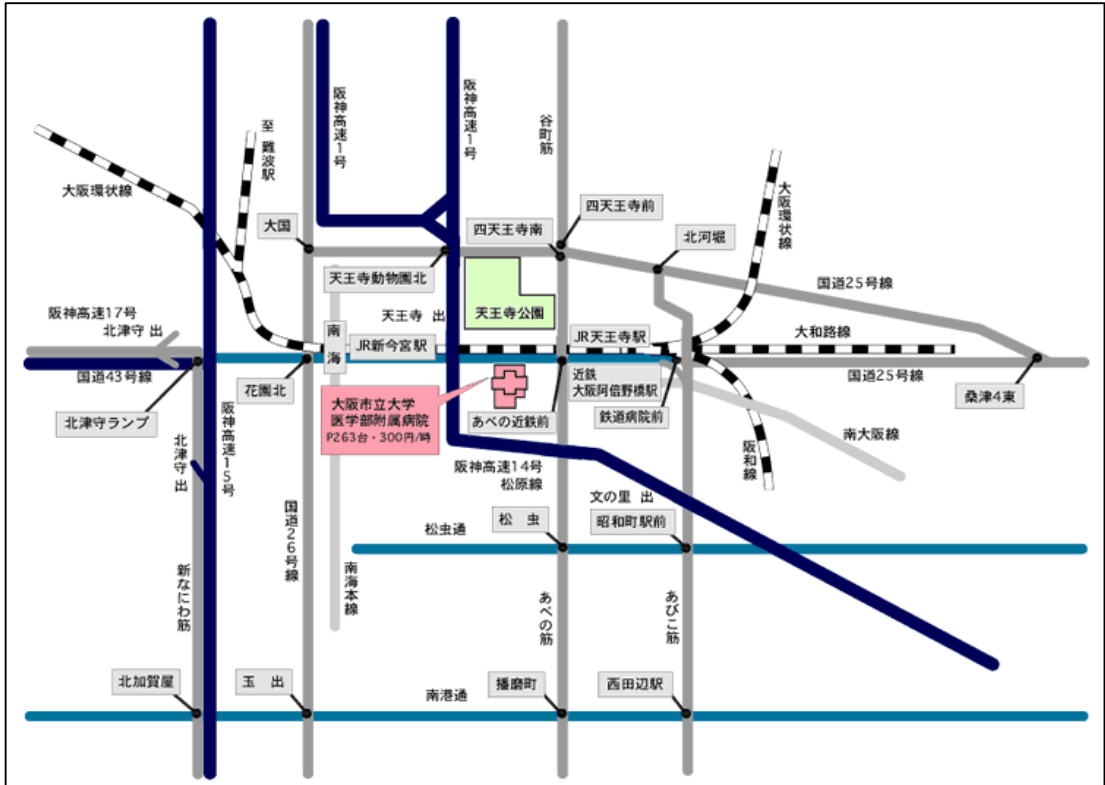 阪神高速1号
阪神高速1号
谷町筋
至 難波駅
大阪環状線
大阪環状線
四天王寺前
四天王寺南
大国
北河堀
天王寺動物園北
国道25号線
天王寺公園
天王寺 出
阪神高速17号
北津守 出
南海
JR新今宮駅
JR天王寺駅
大和路線
国道43号線
花園北
近鉄
大阪阿倍野橋駅
国道25号線
桑津4東
北津守ランプ
大阪市立大学
医学部附属病院
P263台・300円/時
あべの近鉄前
鉄道病院前
南大阪線
阪和線
阪神高速15号
北津守 出
阪神高速14号
松原線
文の里 出
国道26号線
松虫通
松 虫
昭和町駅前
新なにわ筋
南海本線
あべの筋
あびこ筋
北加賀屋
玉 出
南港通
播磨町
西田辺駅